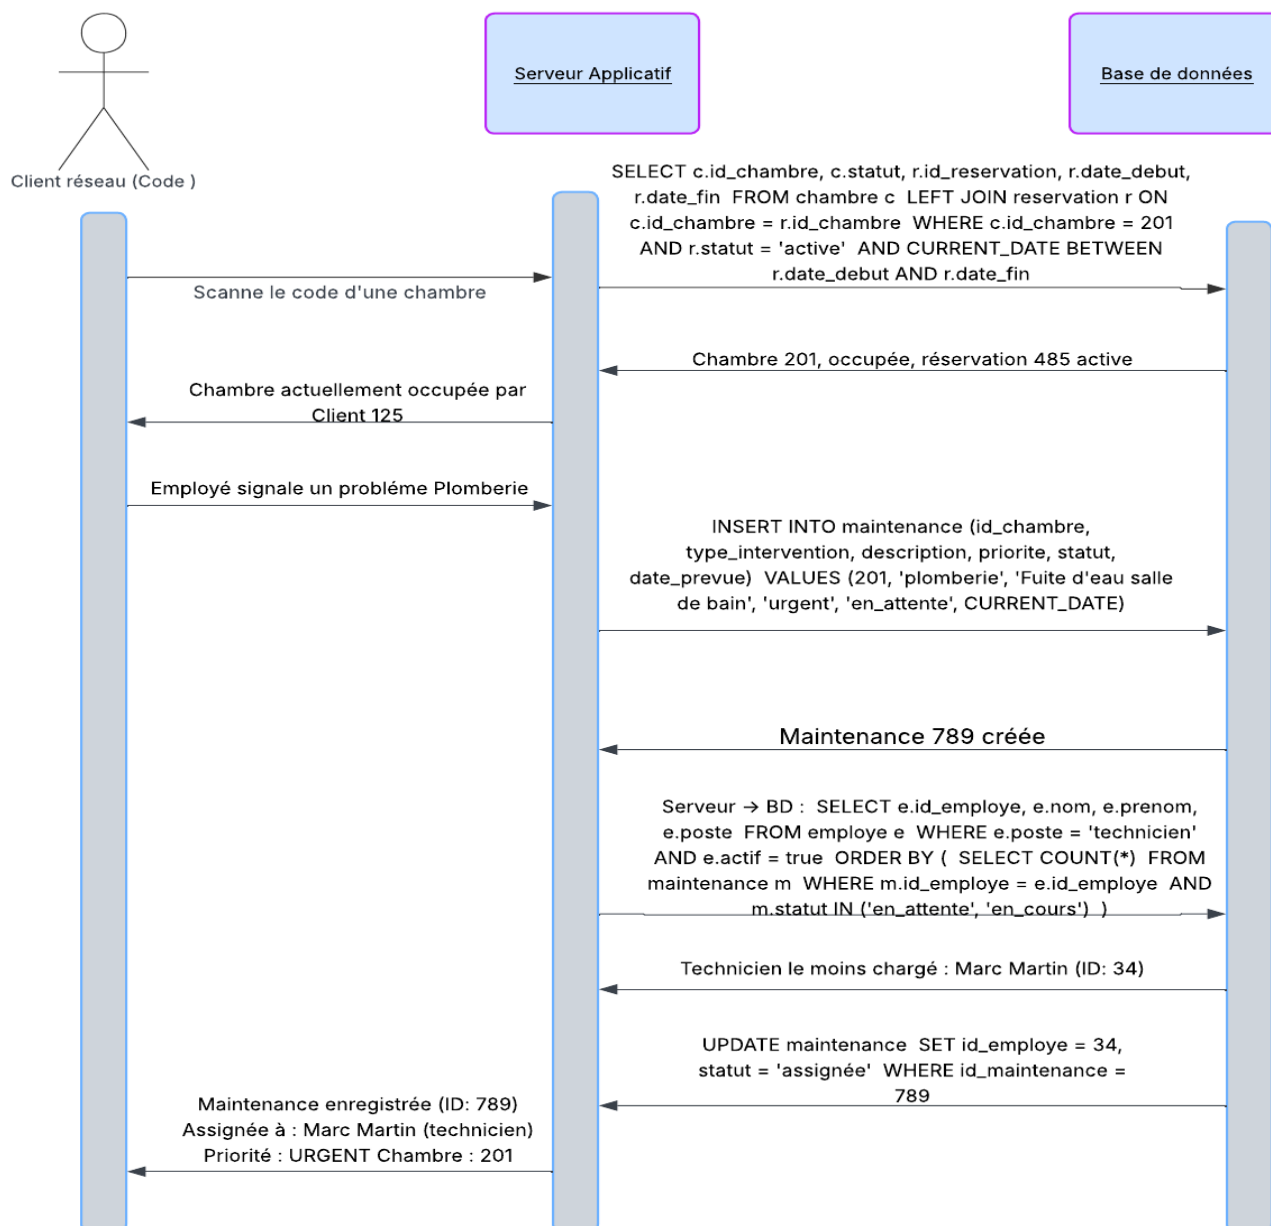 Serveur Applicatif
Base de données
Client réseau (Code )
SELECT c.id_chambre, c.statut, r.id_reservation, r.date_debut,
r.date_fin  FROM chambre c  LEFT JOIN reservation r ON
c.id_chambre = r.id_chambre  WHERE c.id_chambre = 201
AND r.statut = 'active'  AND CURRENT_DATE BETWEEN
r.date_debut AND r.date_fin
Scanne le code d'une chambre
Chambre 201, occupée, réservation 485 active
Chambre actuellement occupée par
Client 125
Employé signale un probléme Plomberie
INSERT INTO maintenance (id_chambre,
type_intervention, description, priorite, statut,
date_prevue)  VALUES (201, 'plomberie', 'Fuite d'eau salle
de bain', 'urgent', 'en_attente', CURRENT_DATE)
Maintenance 789 créée
Serveur → BD :  SELECT e.id_employe, e.nom, e.prenom,
e.poste  FROM employe e  WHERE e.poste = 'technicien'
AND e.actif = true  ORDER BY (  SELECT COUNT(*)  FROM
maintenance m  WHERE m.id_employe = e.id_employe  AND
m.statut IN ('en_attente', 'en_cours')  )
Technicien le moins chargé : Marc Martin (ID: 34)
UPDATE maintenance  SET id_employe = 34,
statut = 'assignée'  WHERE id_maintenance =
789
Maintenance enregistrée (ID: 789)
Assignée à : Marc Martin (technicien)
Priorité : URGENT Chambre : 201